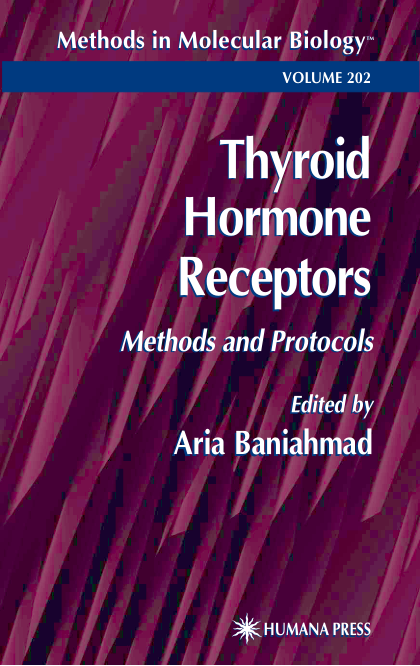 Methods in Molecular Biology™
VOLUME 202
Thyroid
Hormone
Receptors
Methods and Protocols
Edited by
Aria Baniahmad
HUMANA PRESS